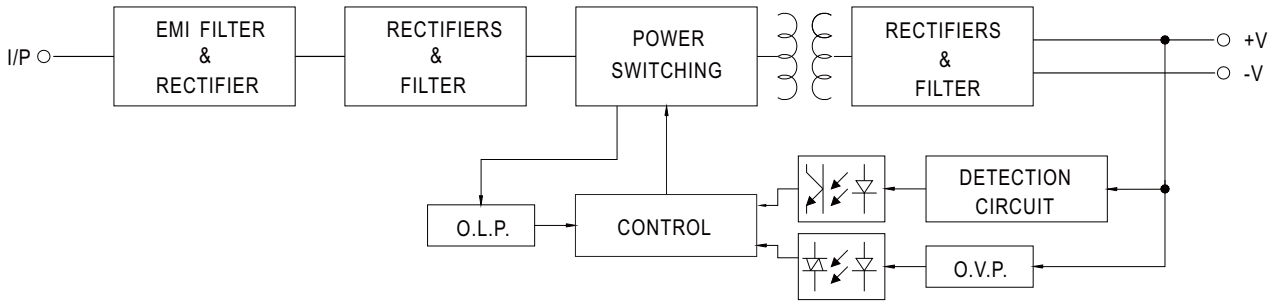 I/P
EMI FILTER
&
RECTIFIER
RECTIFIERS
&
FILTER
POWER
SWITCHING
RECTIFIERS
&
FILTER
+V
-V
O.L.P.
CONTROL
DETECTION
CIRCUIT
O.V.P.